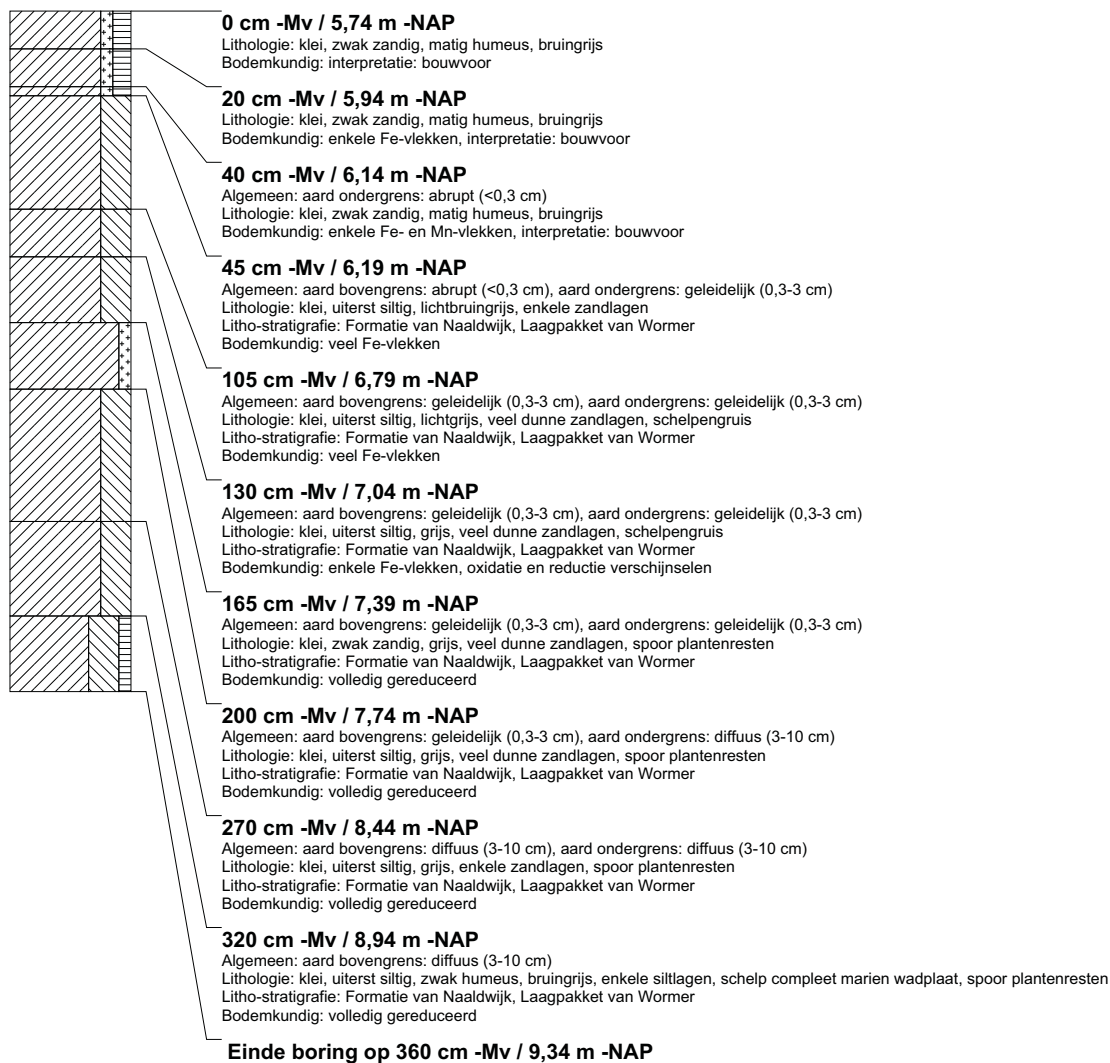 0 cm -Mv / 5,74 m -NAP
Lithologie: klei, zwak zandig, matig humeus, bruingrijs
Bodemkundig: interpretatie: bouwvoor
20 cm -Mv / 5,94 m -NAP
Lithologie: klei, zwak zandig, matig humeus, bruingrijs
Bodemkundig: enkele Fe-vlekken, interpretatie: bouwvoor
40 cm -Mv / 6,14 m -NAP
Algemeen: aard ondergrens: abrupt (<0,3 cm)
Lithologie: klei, zwak zandig, matig humeus, bruingrijs
Bodemkundig: enkele Fe- en Mn-vlekken, interpretatie: bouwvoor
45 cm -Mv / 6,19 m -NAP
Algemeen: aard bovengrens: abrupt (<0,3 cm), aard ondergrens: geleidelijk (0,3-3 cm)
Lithologie: klei, uiterst siltig, lichtbruingrijs, enkele zandlagen
Litho-stratigrafie: Formatie van Naaldwijk, Laagpakket van Wormer
Bodemkundig: veel Fe-vlekken
105 cm -Mv / 6,79 m -NAP
Algemeen: aard bovengrens: geleidelijk (0,3-3 cm), aard ondergrens: geleidelijk (0,3-3 cm)
Lithologie: klei, uiterst siltig, lichtgrijs, veel dunne zandlagen, schelpengruis
Litho-stratigrafie: Formatie van Naaldwijk, Laagpakket van Wormer
Bodemkundig: veel Fe-vlekken
130 cm -Mv / 7,04 m -NAP
Algemeen: aard bovengrens: geleidelijk (0,3-3 cm), aard ondergrens: geleidelijk (0,3-3 cm)
Lithologie: klei, uiterst siltig, grijs, veel dunne zandlagen, schelpengruis
Litho-stratigrafie: Formatie van Naaldwijk, Laagpakket van Wormer
Bodemkundig: enkele Fe-vlekken, oxidatie en reductie verschijnselen
165 cm -Mv / 7,39 m -NAP
Algemeen: aard bovengrens: geleidelijk (0,3-3 cm), aard ondergrens: geleidelijk (0,3-3 cm)
Lithologie: klei, zwak zandig, grijs, veel dunne zandlagen, spoor plantenresten
Litho-stratigrafie: Formatie van Naaldwijk, Laagpakket van Wormer
Bodemkundig: volledig gereduceerd
200 cm -Mv / 7,74 m -NAP
Algemeen: aard bovengrens: geleidelijk (0,3-3 cm), aard ondergrens: diffuus (3-10 cm)
Lithologie: klei, uiterst siltig, grijs, veel dunne zandlagen, spoor plantenresten
Litho-stratigrafie: Formatie van Naaldwijk, Laagpakket van Wormer
Bodemkundig: volledig gereduceerd
270 cm -Mv / 8,44 m -NAP
Algemeen: aard bovengrens: diffuus (3-10 cm), aard ondergrens: diffuus (3-10 cm)
Lithologie: klei, uiterst siltig, grijs, enkele zandlagen, spoor plantenresten
Litho-stratigrafie: Formatie van Naaldwijk, Laagpakket van Wormer
Bodemkundig: volledig gereduceerd
320 cm -Mv / 8,94 m -NAP
Algemeen: aard bovengrens: diffuus (3-10 cm)
Lithologie: klei, uiterst siltig, zwak humeus, bruingrijs, enkele siltlagen, schelp compleet marien wadplaat, spoor plantenresten
Litho-stratigrafie: Formatie van Naaldwijk, Laagpakket van Wormer
Bodemkundig: volledig gereduceerd
Einde boring op 360 cm -Mv / 9,34 m -NAP